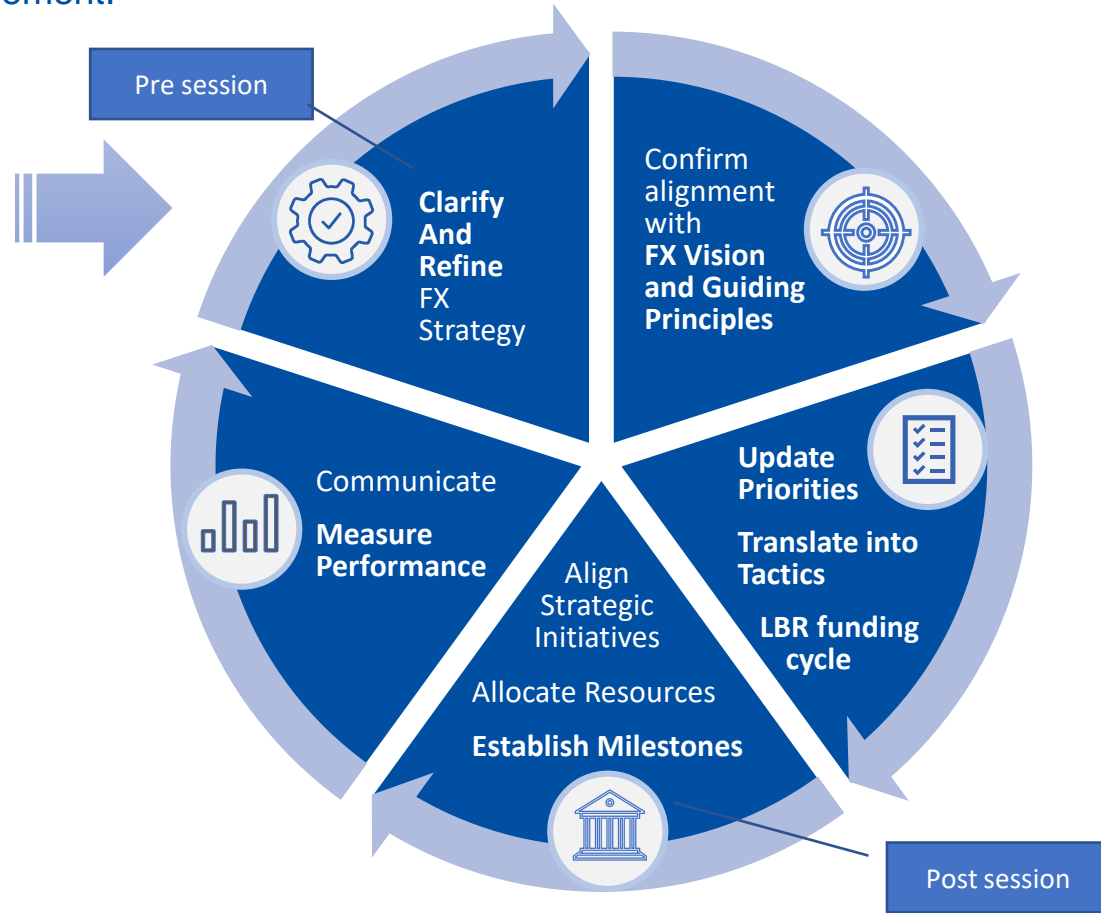 Pre session
Clarify
And
Refine
FX
Strategy
Confirm
alignment
with
FX Vision
and Guiding
Principles
Update
Priorities
Translate into
Tactics
LBR funding
cycle
Align
Strategic
Initiatives
Allocate Resources
Establish Milestones
Post session
Communicate
Measure
Performance